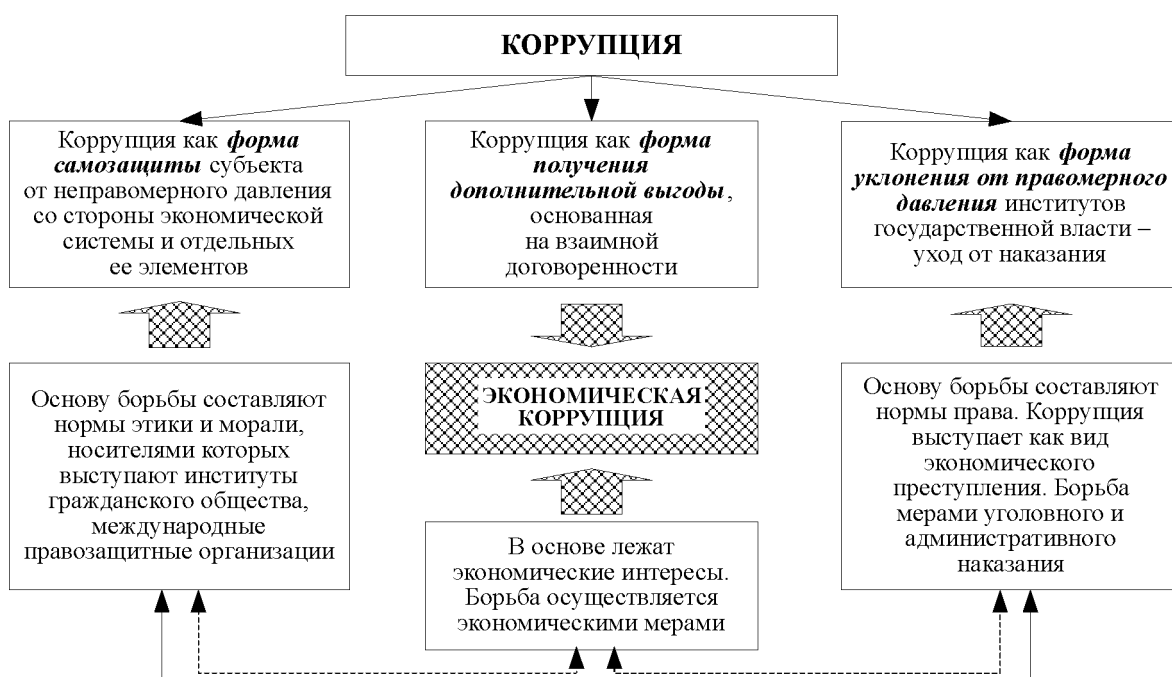 КОРРУПЦИЯ
Коррупция как форма
самозащиты субъекта
от неправомерного давления
со стороны экономической
системы и отдельных
ее элементов
Коррупция как форма
получения
дополнительной выгоды,
основанная
на взаимной
договоренности
Коррупция как форма
уклонения от правомерного
давления институтов
государственной власти –
уход от наказания
Основу борьбы составляют
нормы этики и морали,
носителями которых
выступают институты
гражданского общества,
международные
правозащитные организации
ЭКОНОМИЧЕСКАЯ
КОРРУПЦИЯ
В основе лежат
экономические интересы.
Борьба осуществляется
экономическими мерами
Основу борьбы составляют
нормы права. Коррупция
выступает как вид
экономического
преступления. Борьба
мерами уголовного и
административного
наказания